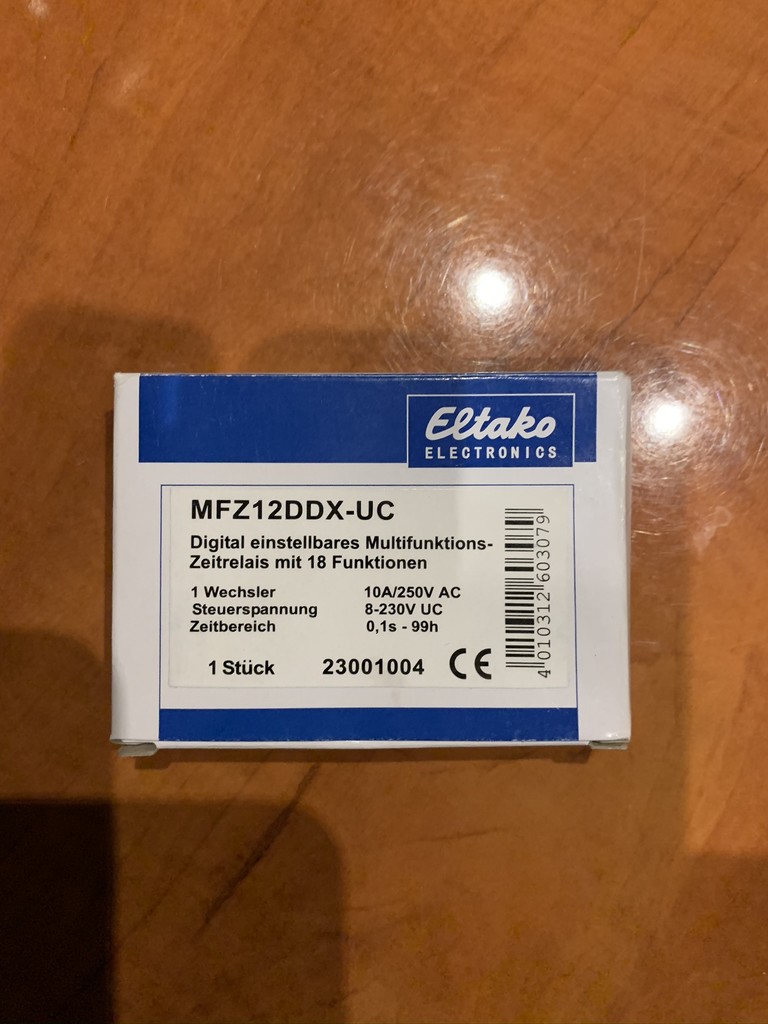 Eltako
ELECTRONICS
MFZ12DDX-UC
Digital einstellbares Multifunktions-
Zeitrelais mit 18 Funktionen
1 Wechsler 10A/250V AC
Steuerspannung 8-230V UC
Zeitbereich 0,1s - 99h
1 Stück 23001004 CE
4 010312 603079